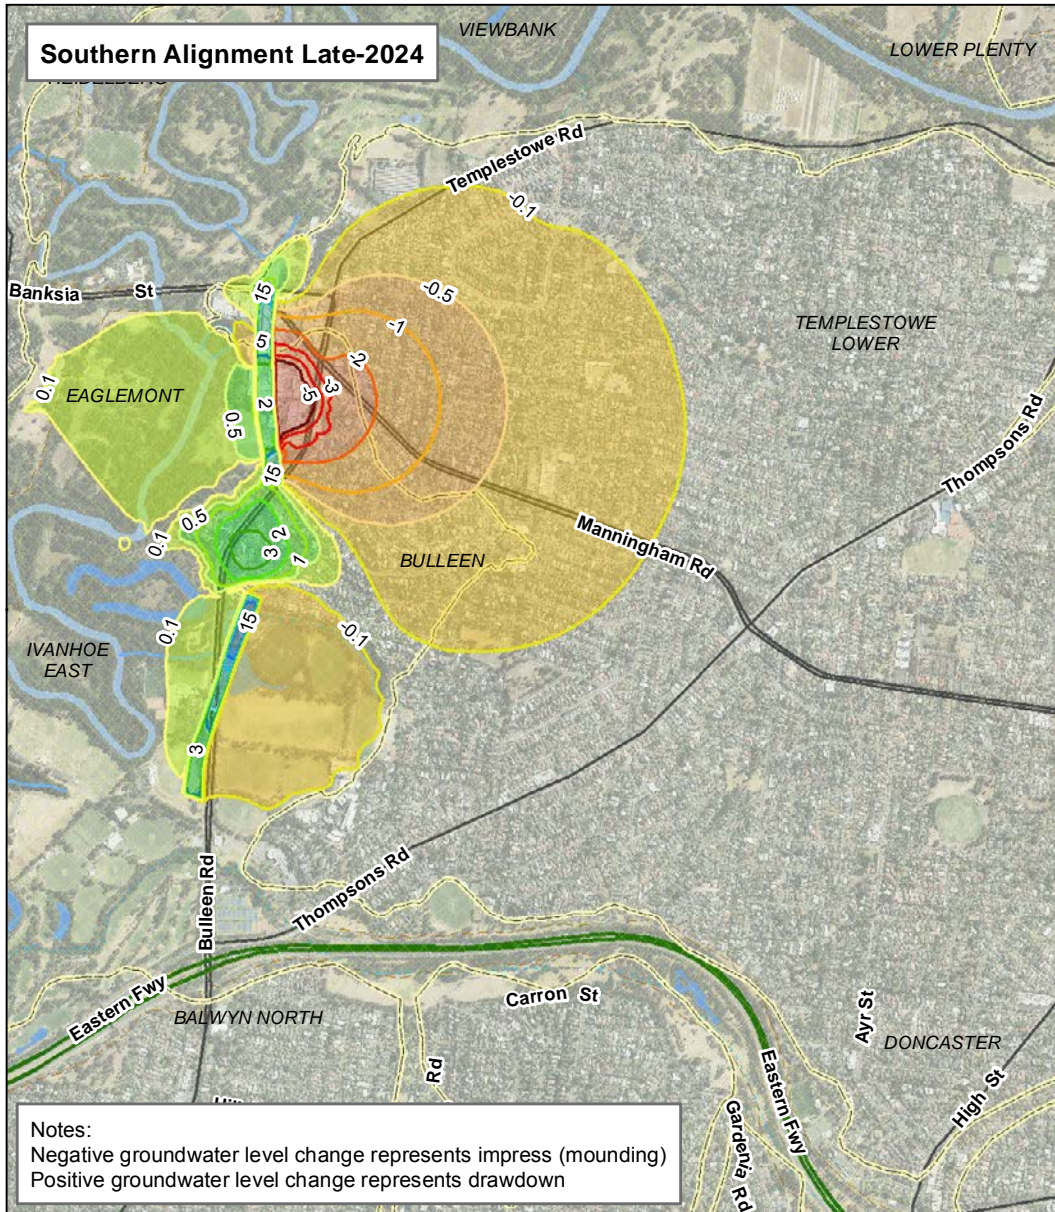 Southern Alignment Late-2024
VIEWBANK
LOWER PLENTY
Templestowe Rd
-0.1
Banksia St
15
-0.5
-1
TEMPLESTOWE
LOWER
5
-2
-3
-5
0.1
EAGLEMONT
2
0.5
Thompsons Rd
15
0.5
2
Manningham Rd
0.1
3
1
BULLEEN
0.1
15
-0.1
IVANHOE
EAST
3
Bulleen Rd
Thompsons Rd
Eastern Fwy
Carron St
BALWYN NORTH
Ayr St
DONCASTER
Rd
Eastern Fwy
High St
Gardenia Rd
Notes:
Negative groundwater level change represents impress (mounding)
Positive groundwater level change represents drawdown